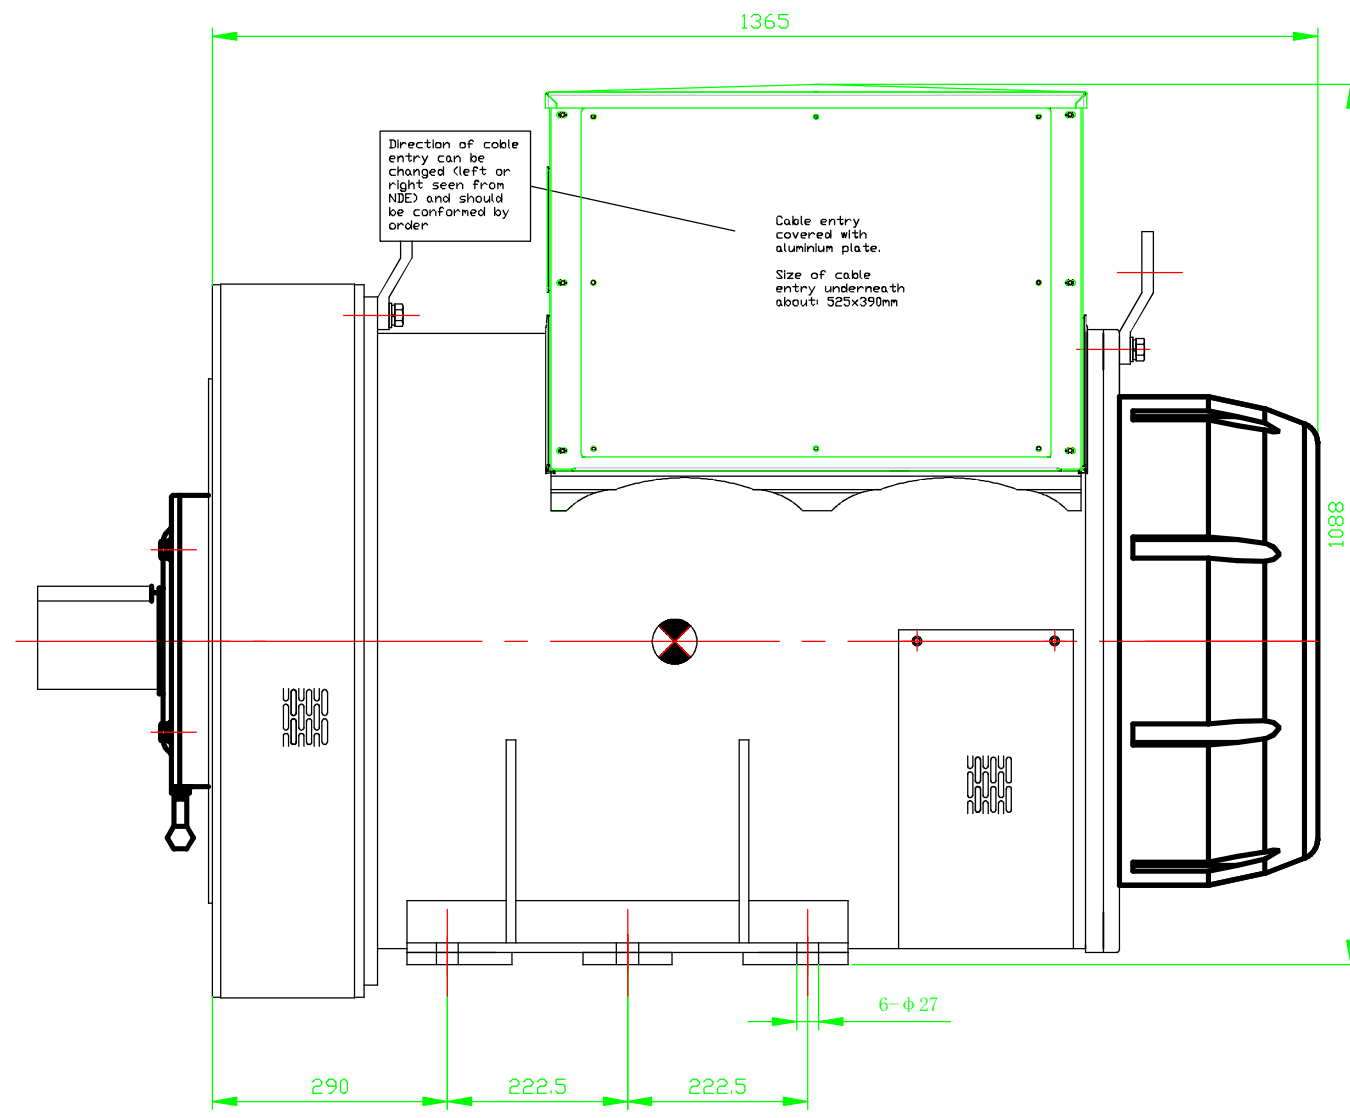 1365
Direction of coble
entry can be
changed (left or
right seen from
NDE) and should
be conformed by
order
Cable entry
covered with
aluminium plate.
Size of cable
entry underneath
about: 525x390mm
1088
6-ϕ27
290
222.5
222.5